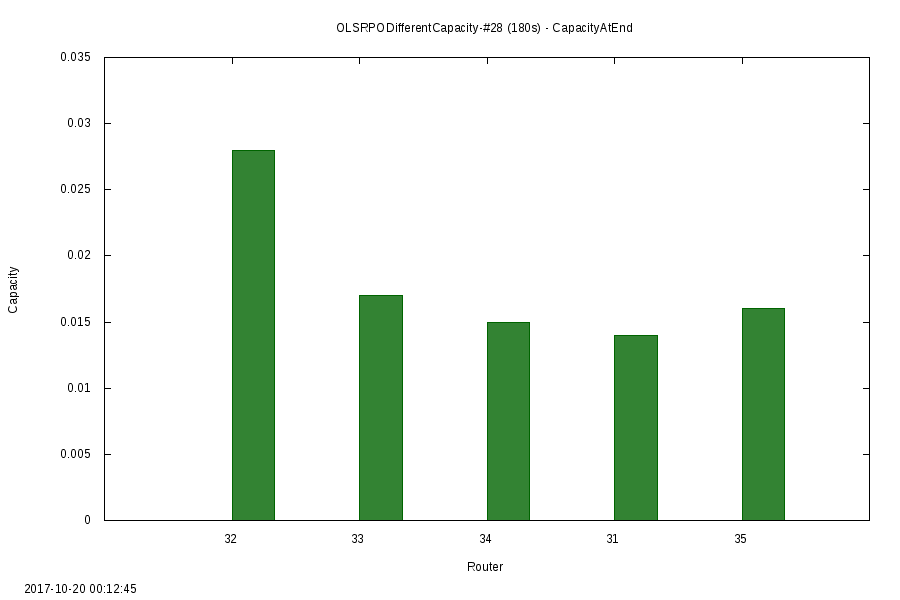 OLSRPODifferentCapacity-#28 (180s) - CapacityAtEnd
0.035
0.03
0.025
0.02
0.015
0.01
0.005
0
Capacity
32 33 34 31 35
Router
2017-10-20 00:12:45